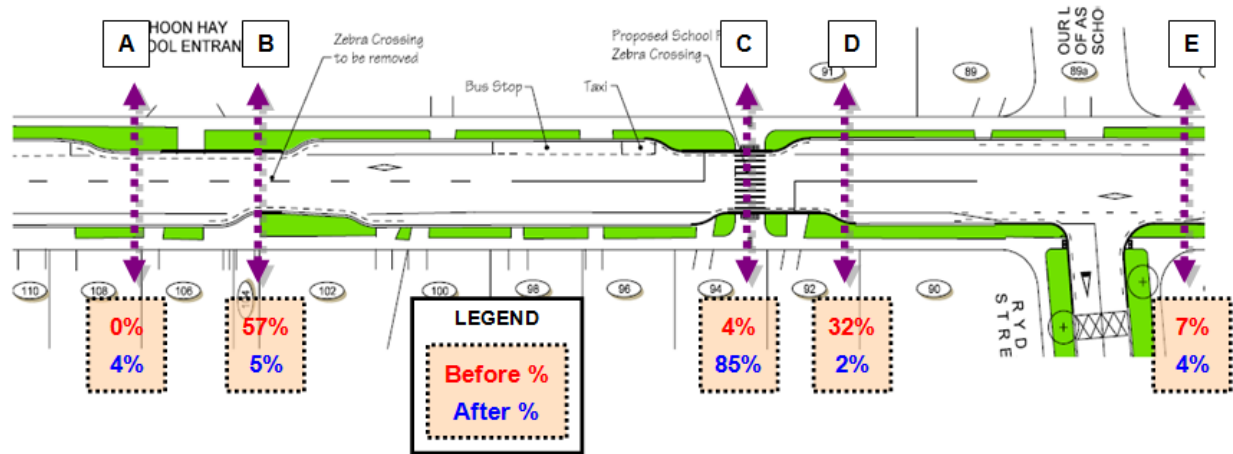 HOON HAY
OOL ENTRAN
A
B
C
D
E
Zebra Crossing
to be removed
Bus Stop
Taxi
Proposed School P
Zebra Crossing
OUR L
OF AS
SCHO
91
89
89a
110
108
106
104
102
100
98
96
94
92
90
RYD
STRE
0%
4%
57%
5%
LEGEND
Before %
After %
4%
85%
32%
2%
7%
4%